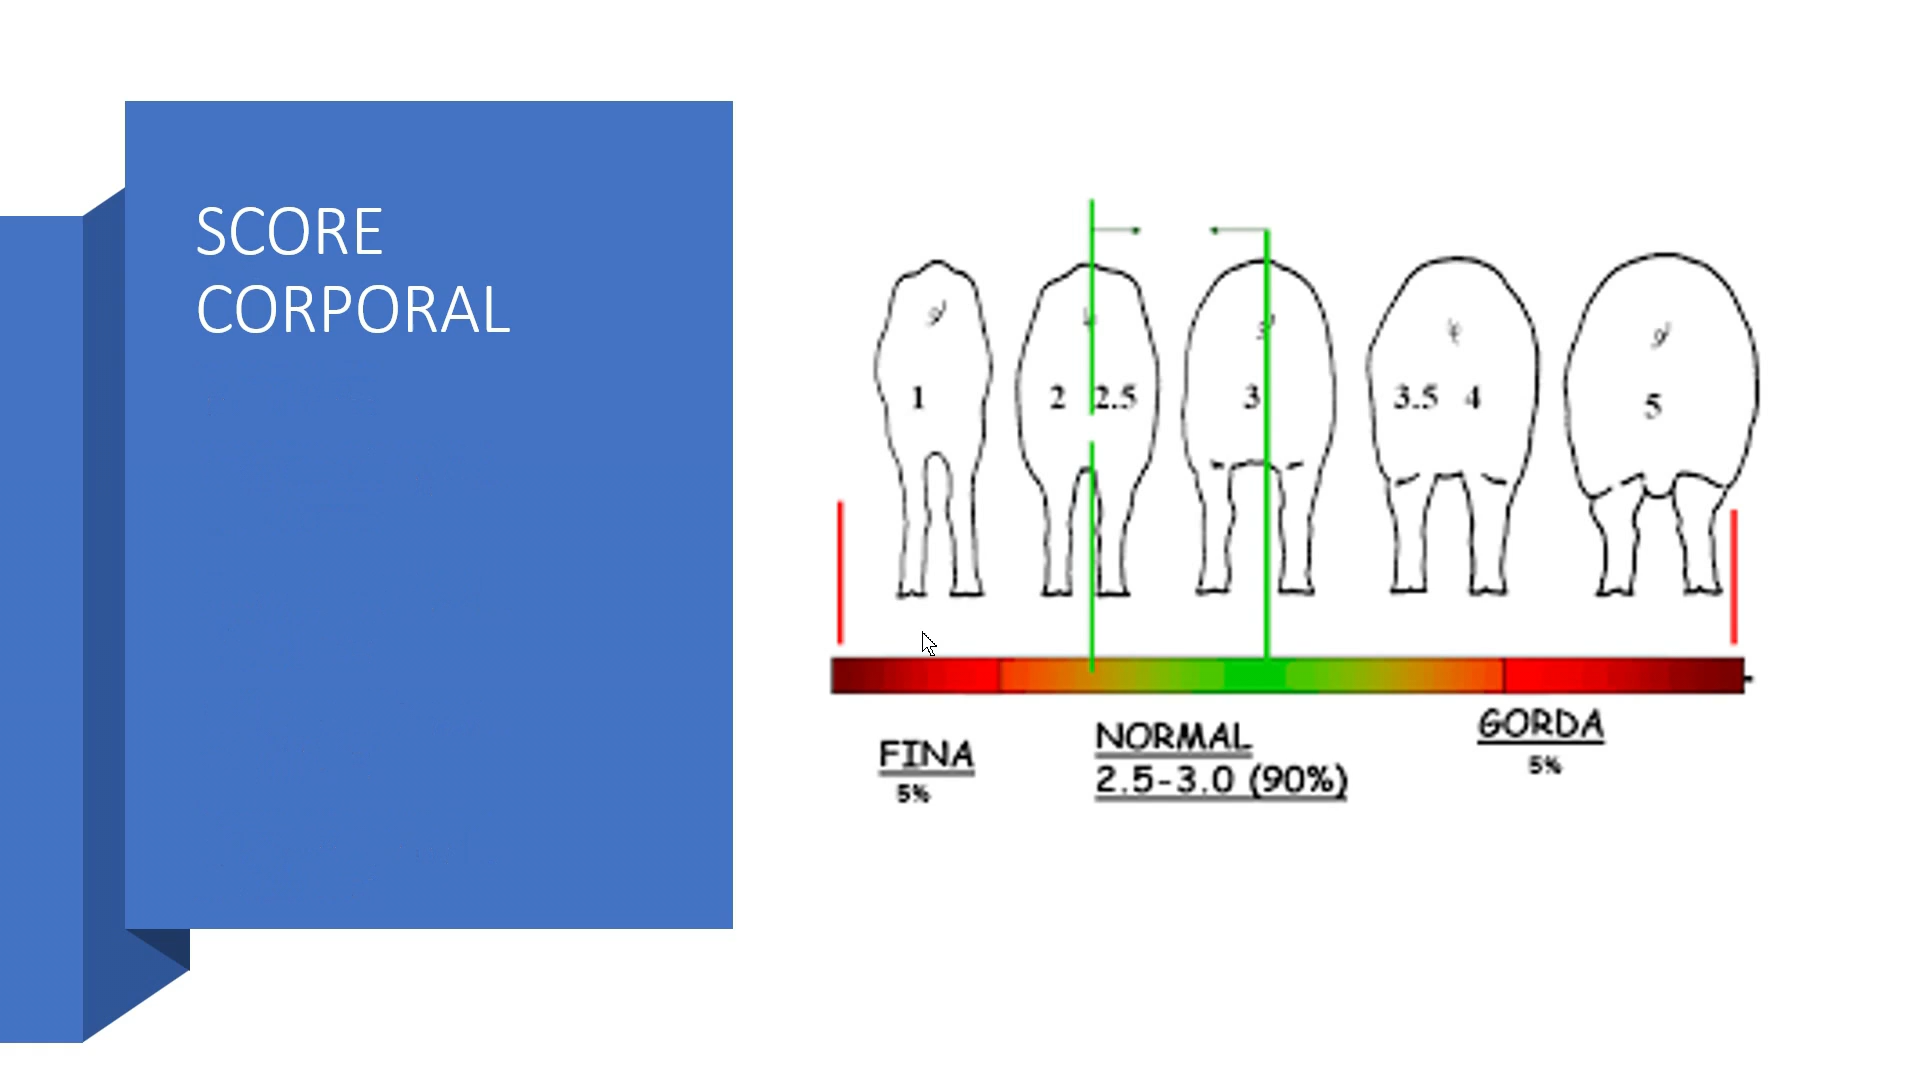 SCORE
CORPORAL
1
2 2.5
3
3.5 4
5
FINA
5%
NORMAL
2.5-3.0 (90%)
GORDA
5%